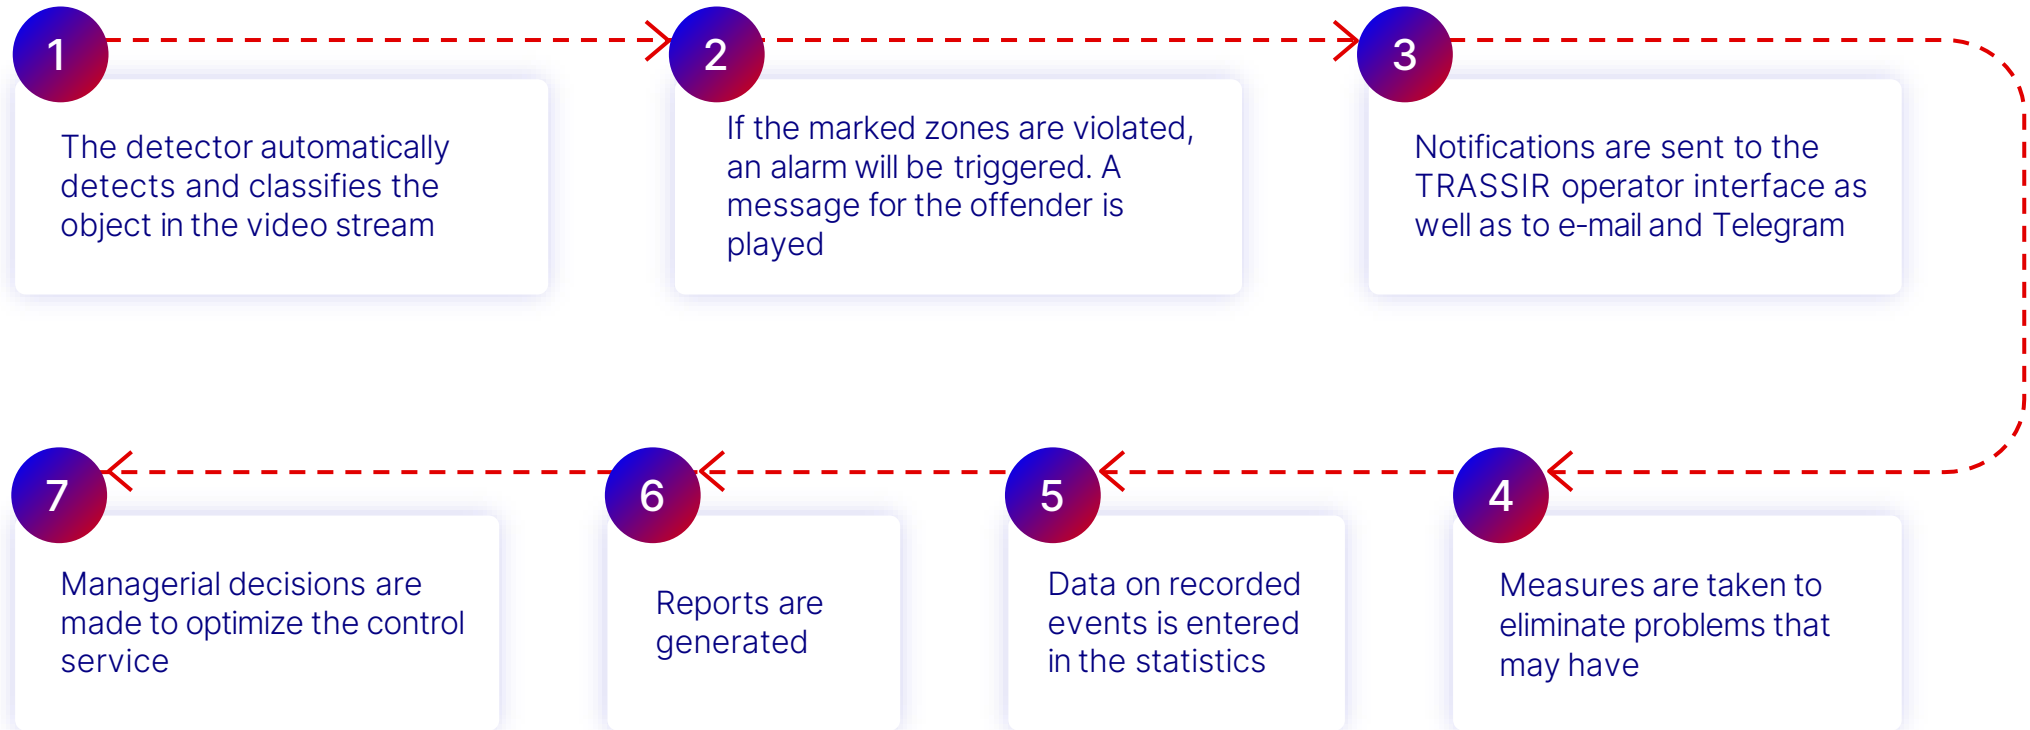 1
The detector automatically
detects and classifies the
object in the video stream
2
If the marked zones are violated,
an alarm will be triggered. A
message for the offender is
played
3
Notifications are sent to the
TRASSIR operator interface as
well as to e-mail and Telegram
4
Measures are taken to
eliminate problems that
may have
5
Data on recorded
events is entered
in the statistics
6
Reports are
generated
7
Managerial decisions are
made to optimize the control
service